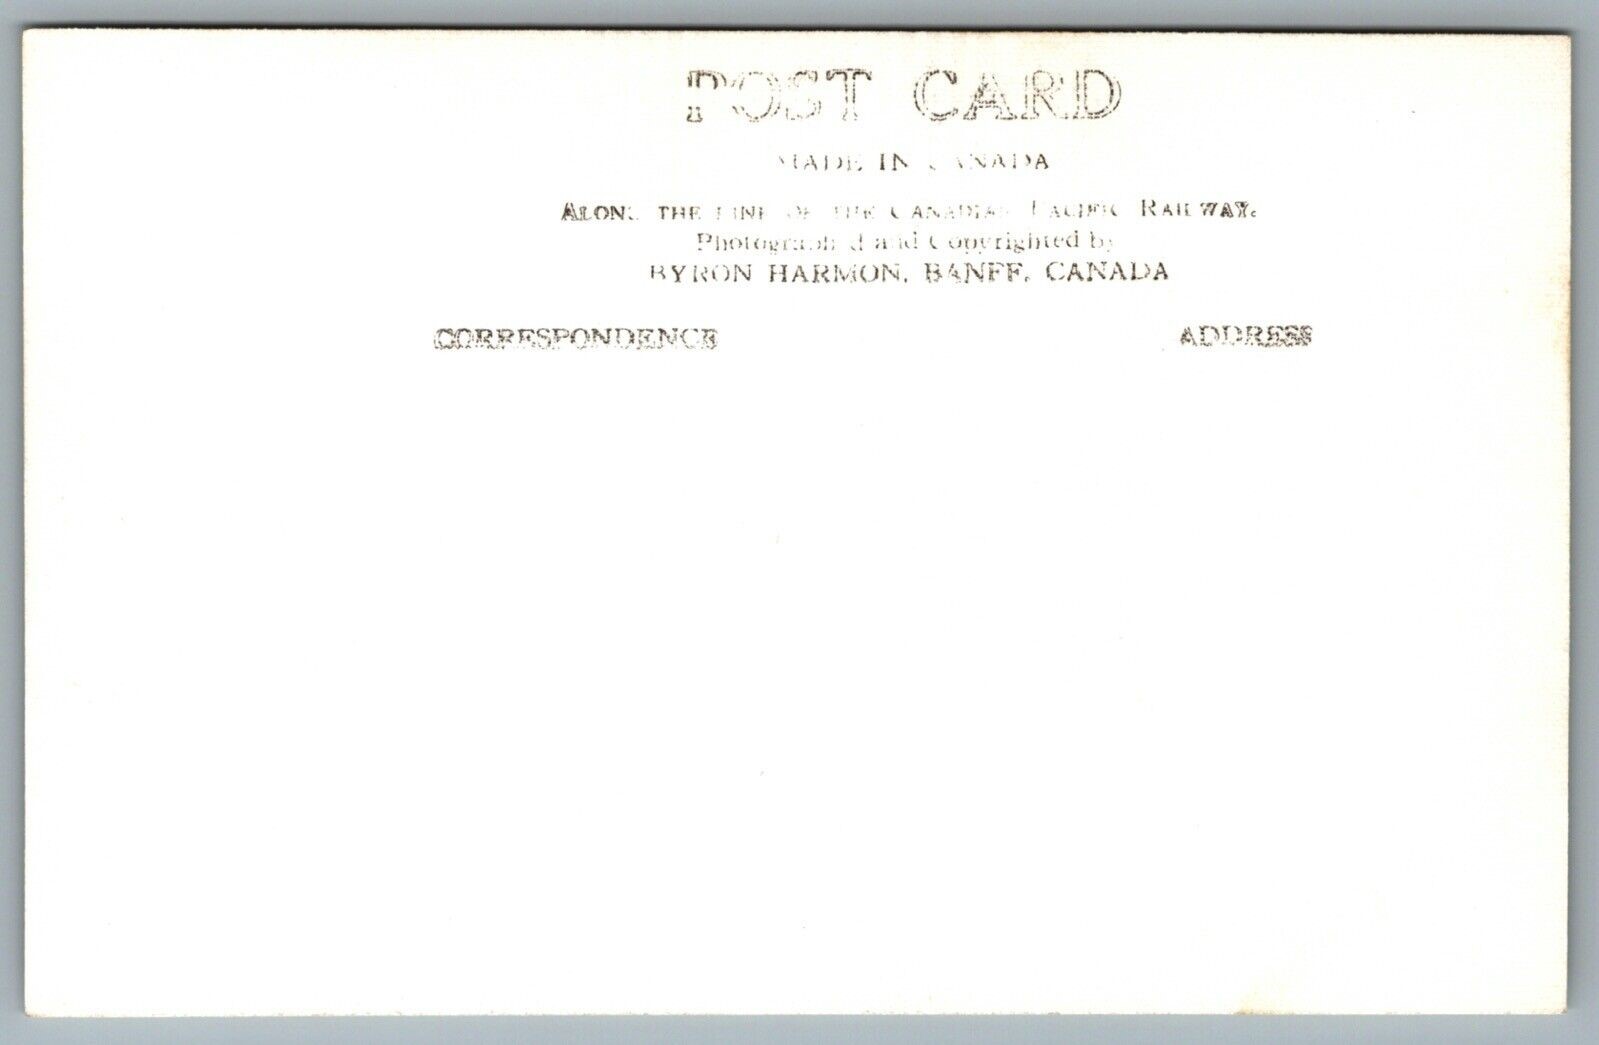 POST CARD
MADE IN CANADA
ALONG THE LINE OF THE CANADIAN PACIFIC RAILWAY.
Photographed and Copyrighted by
BYRON HARMON, BANFF, CANADA
CORRESPONDENCE ADDRESS